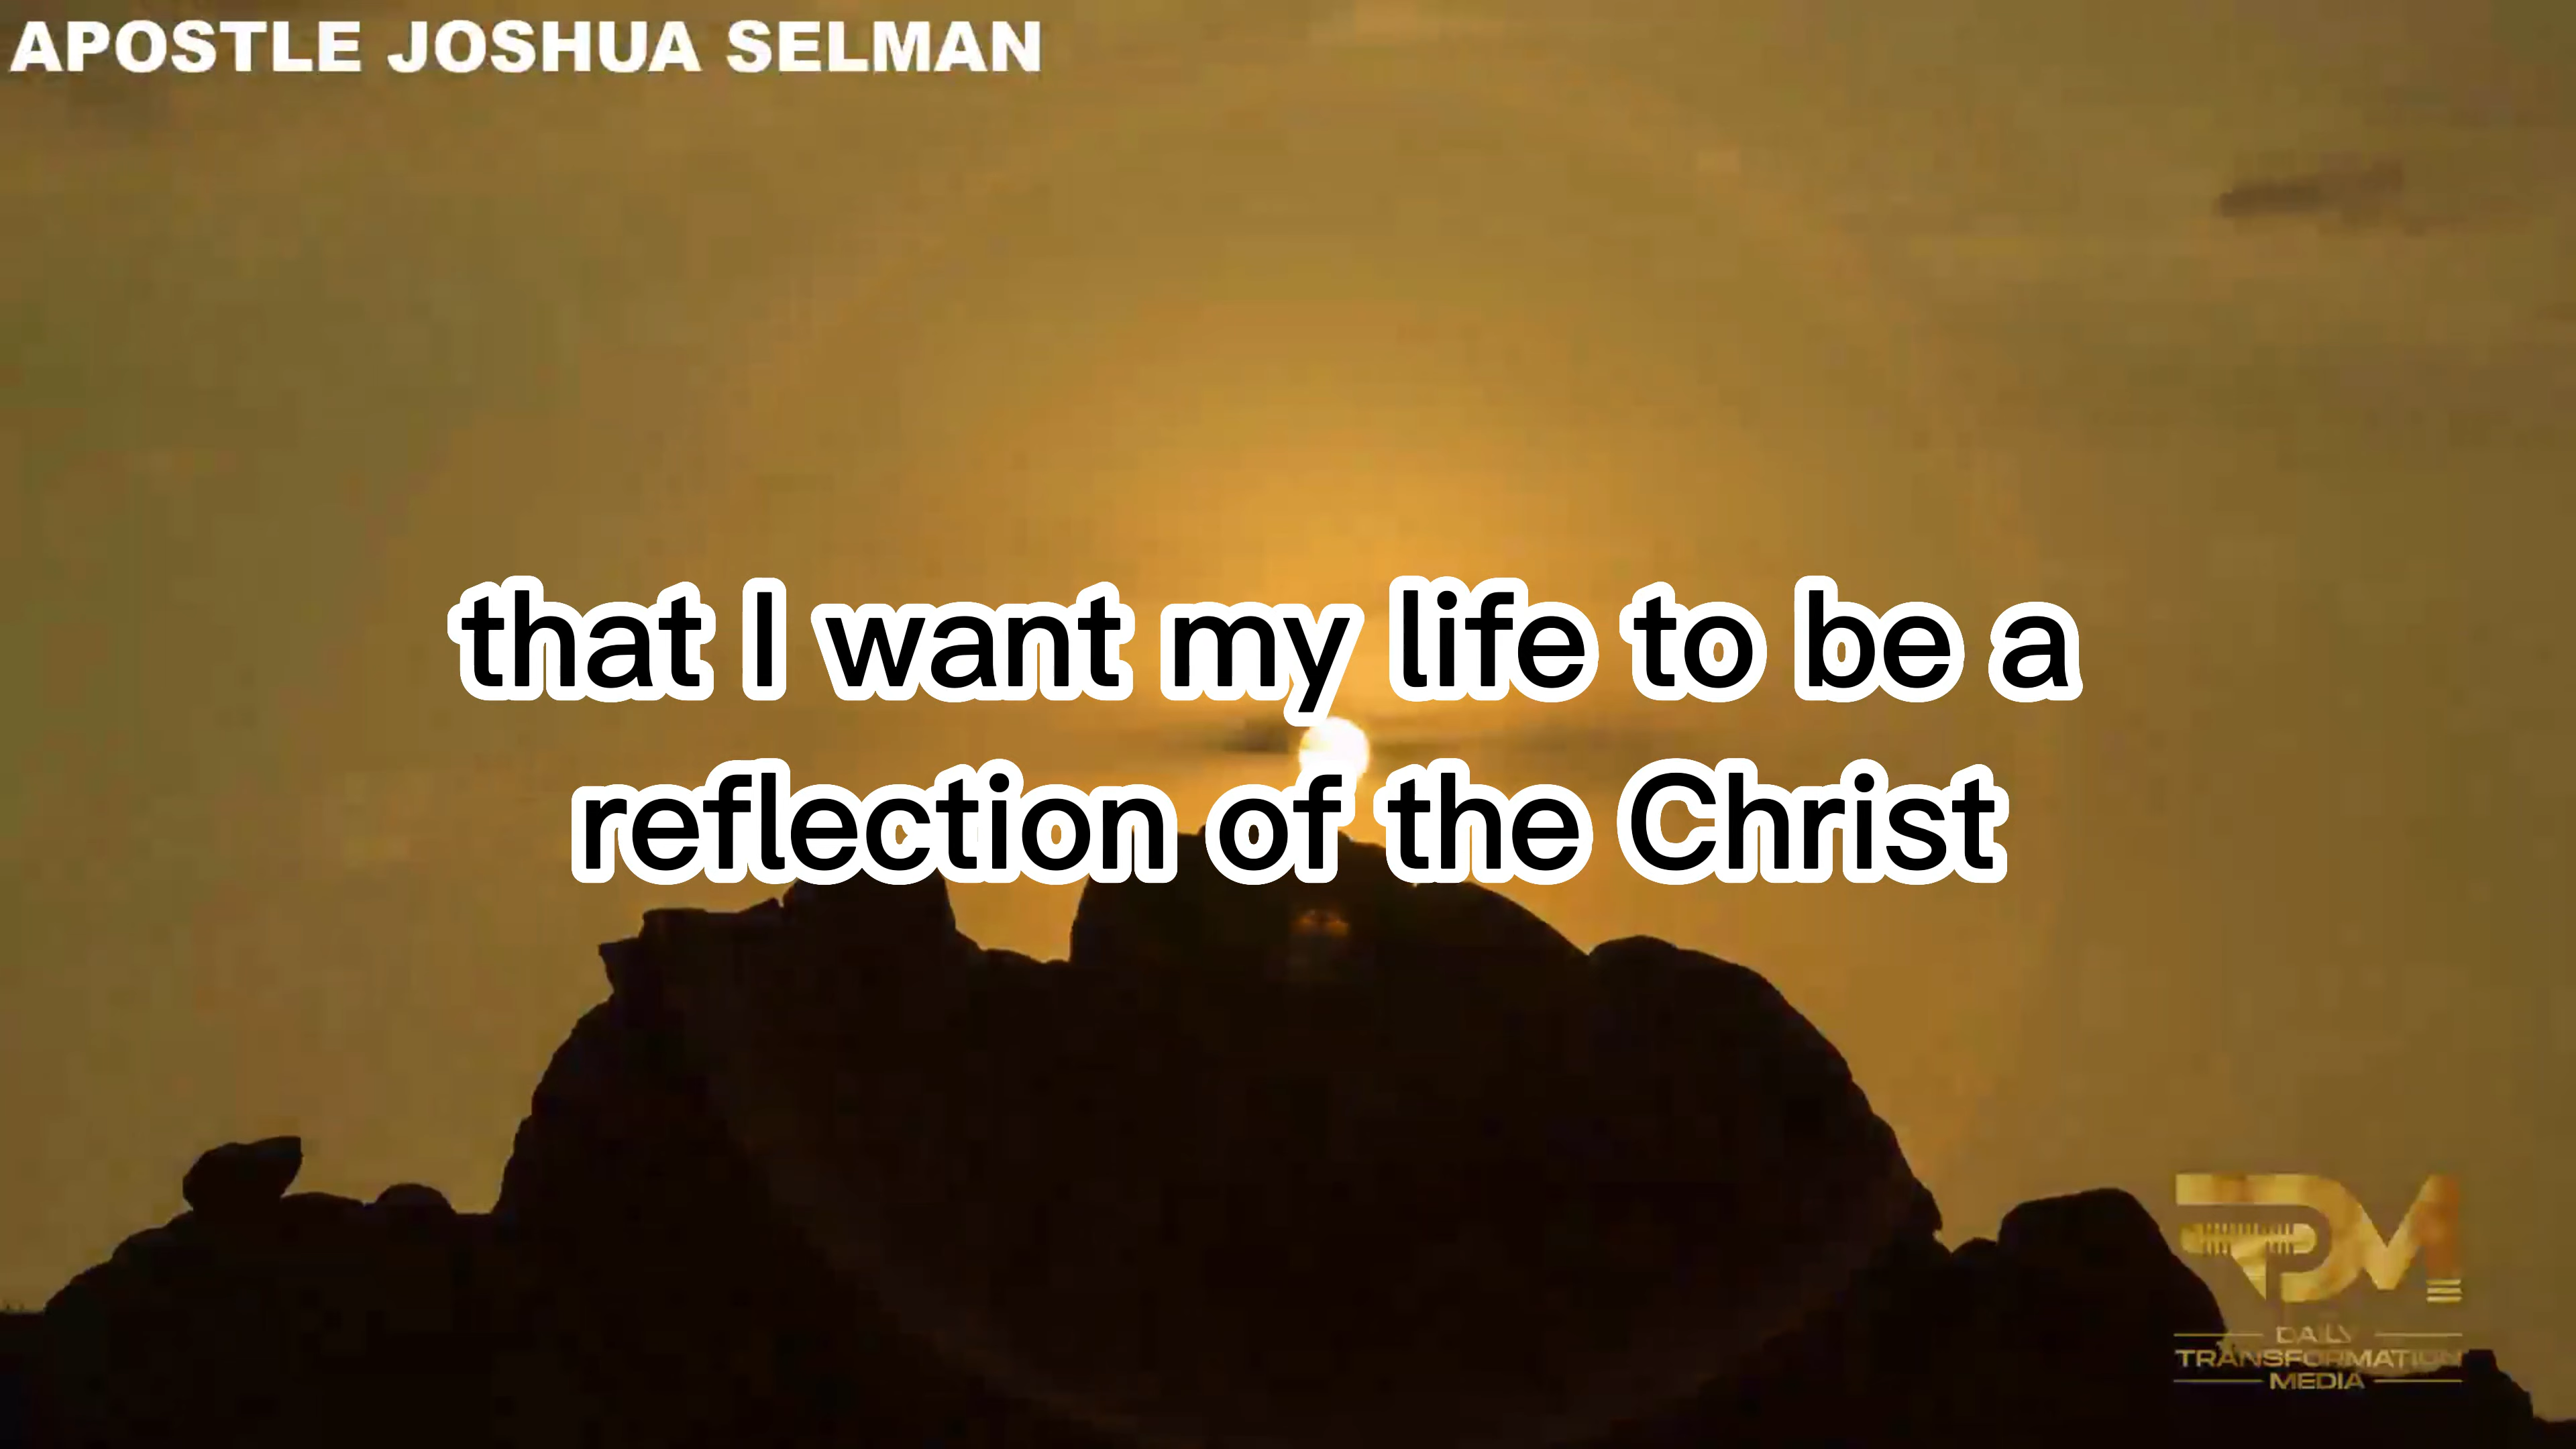 APOSTLE JOSHUA SELMAN
that I want my life to be a
reflection of the Christ
DAILY
TRANSFORMATION
MEDIA